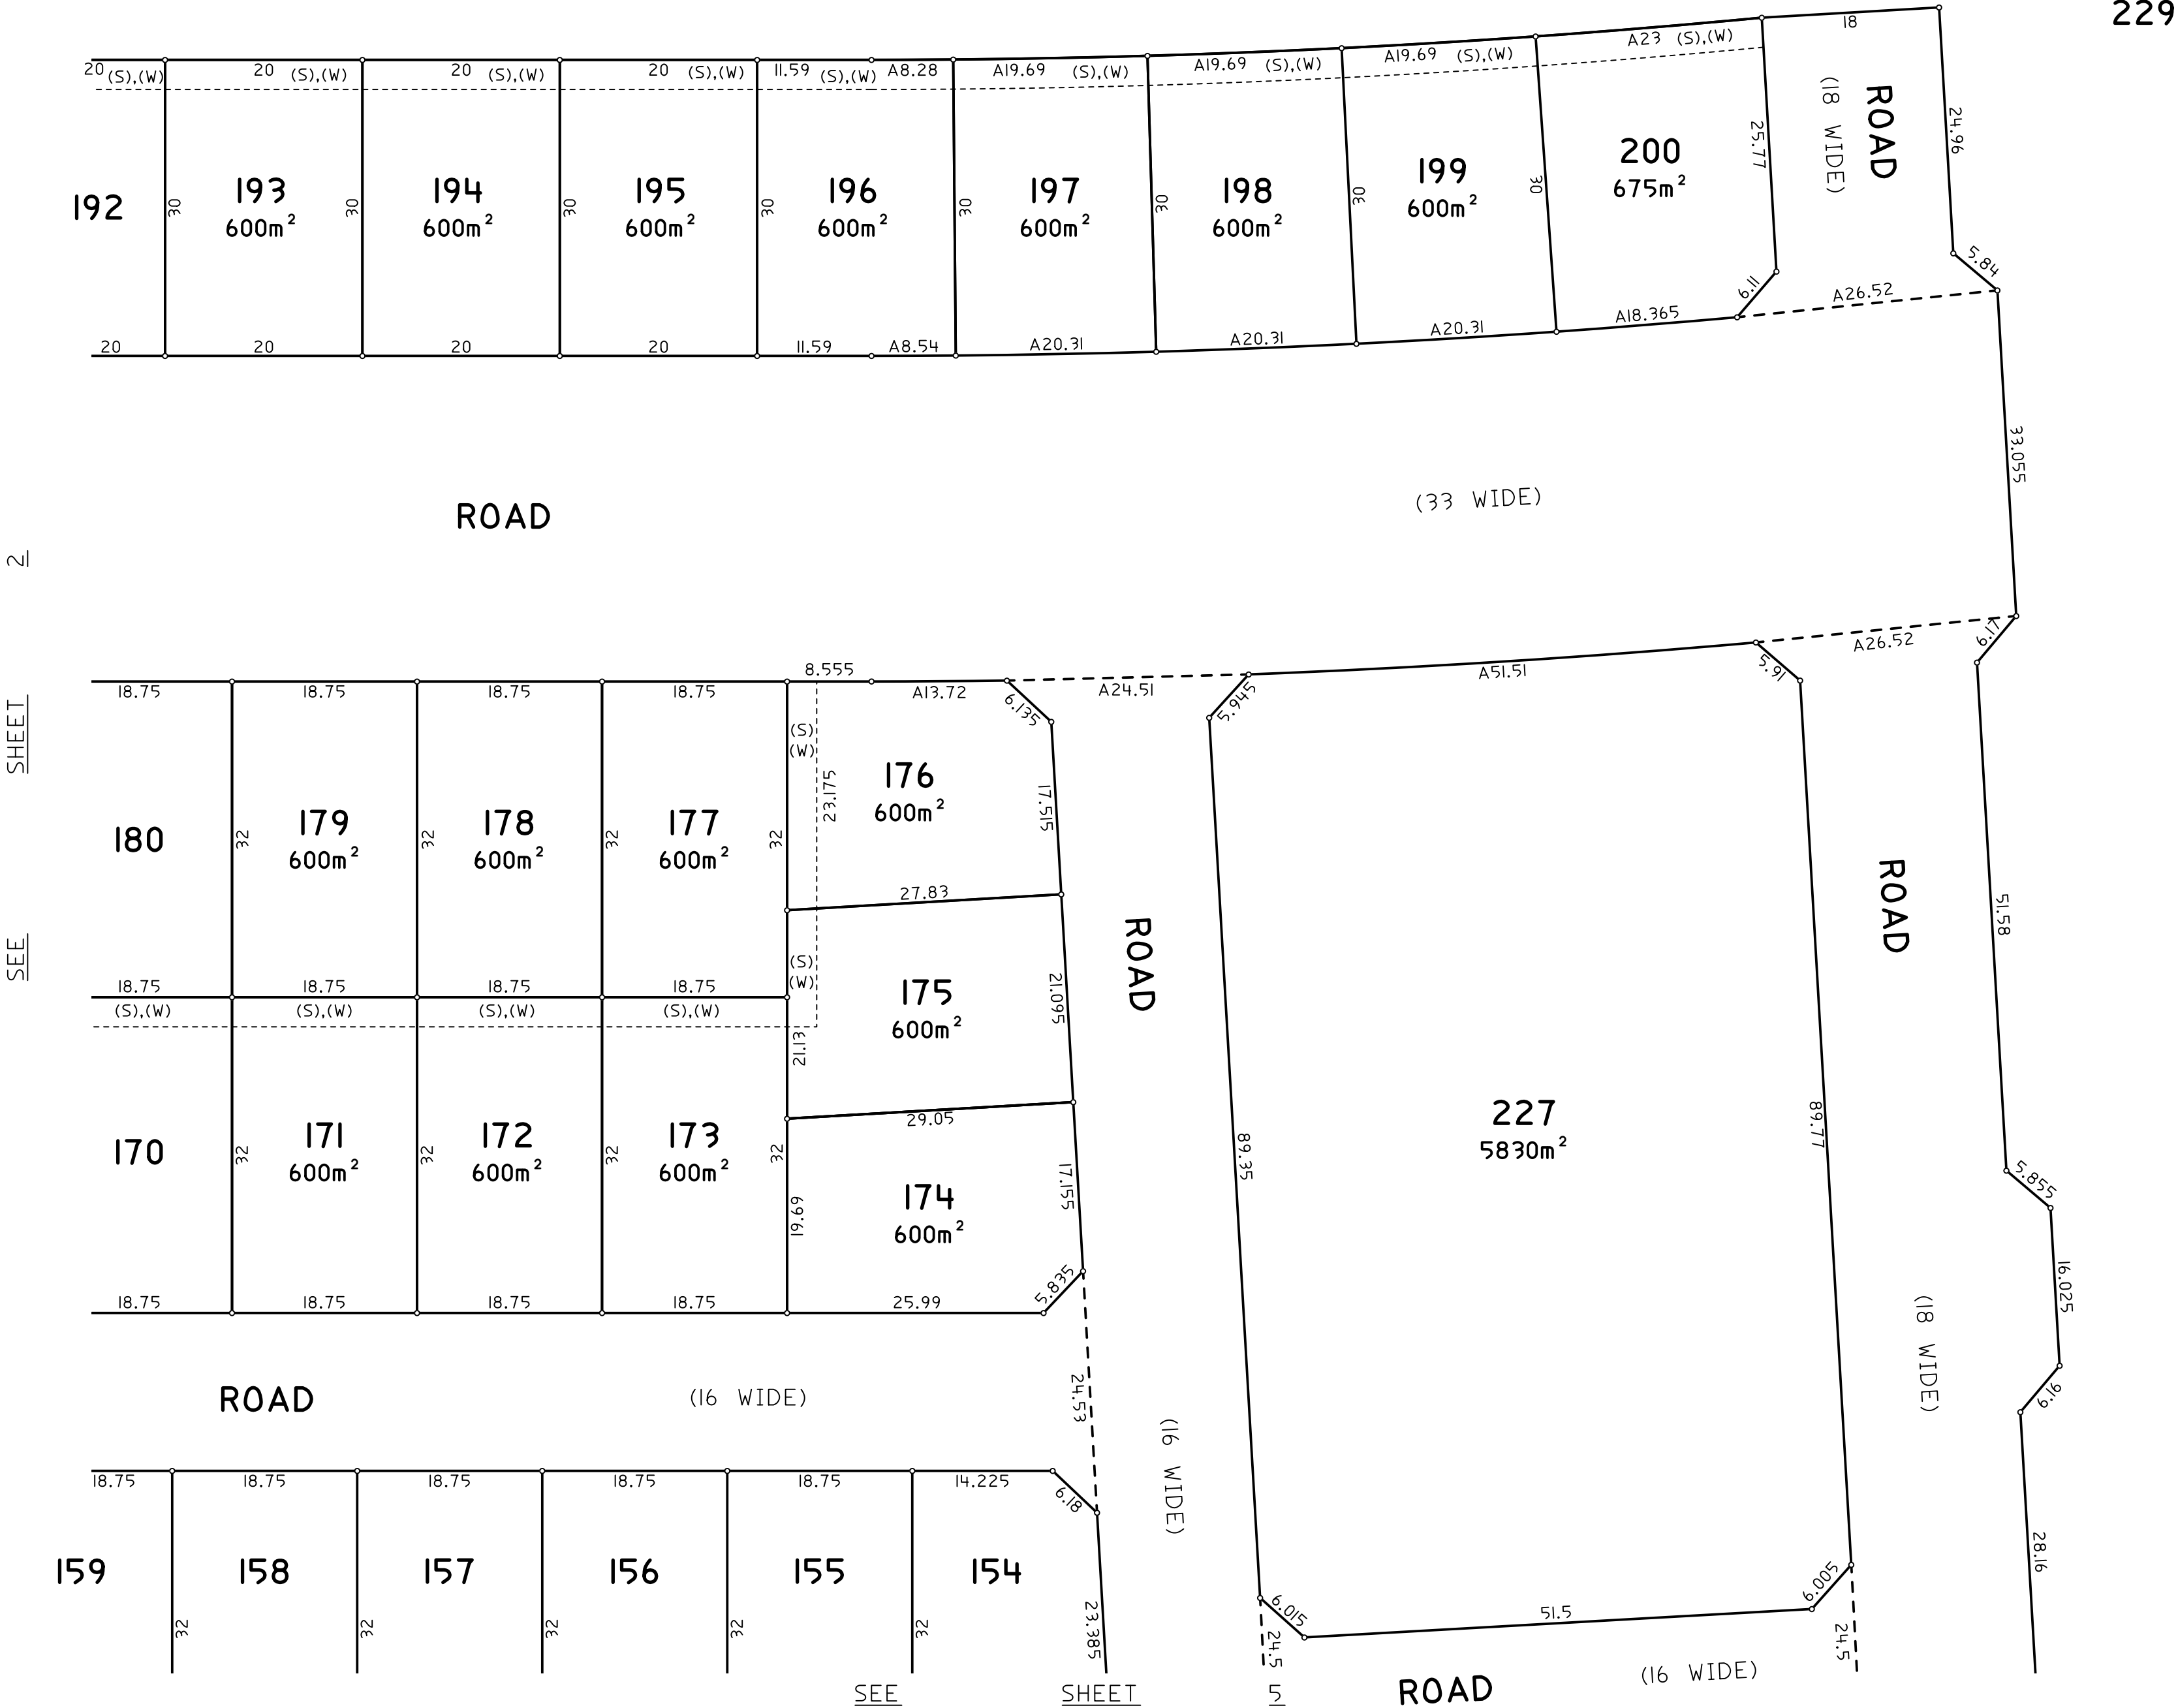 229
18
20 (S),(W) 20 (S),(W) 20 (S),(W) 20 (S),(W) 11.59 (S),(W) A8.28 A19.69 (S),(W) A19.69 (S),(W) A19.69 (S),(W) A23 (S),(W)
ROAD
(18 WIDE)
24.96
25.77
192 30 193 30 194 30 195 30 196 30 197 30 198 30 199 30 200
600m² 600m² 600m² 600m² 600m² 600m² 600m² 675m²
5.84
6.11
A26.52
20 20 20 20 11.59 A8.54 A20.31 A20.31 A20.31 A18.365
33.055
ROAD
(33 WIDE)
SEE SHEET 2
6.17
A26.52
18.75 18.75 18.75 18.75 8.555 A13.72 A24.51 A51.51
6.135
5.945
5.91
(S)
(W)
23.175
176
600m²
17.515
180 32 179 32 178 32 177 32
600m² 600m² 600m²
27.83
ROAD
ROAD
51.58
18.75 18.75 18.75 18.75
(S),(W) (S),(W) (S),(W) (S),(W)
(S)
(W)
175
600m²
21.095
21.13
29.05
227
5830m²
89.35
89.77
170 32 171 32 172 32 173 32
600m² 600m² 600m²
19.69
174
600m²
17.155
5.855
16.025
6.16
18.75 18.75 18.75 18.75 25.99
5.835
(18 WIDE)
ROAD
(16 WIDE)
24.53
(16 WIDE)
18.75 18.75 18.75 18.75 18.75 14.225
6.18
159 158 157 156 155 154
32 32 32 32 32
23.385
6.015
51.5
6.005
28.16
24.5
24.5
ROAD
(16 WIDE)
SEE SHEET 5